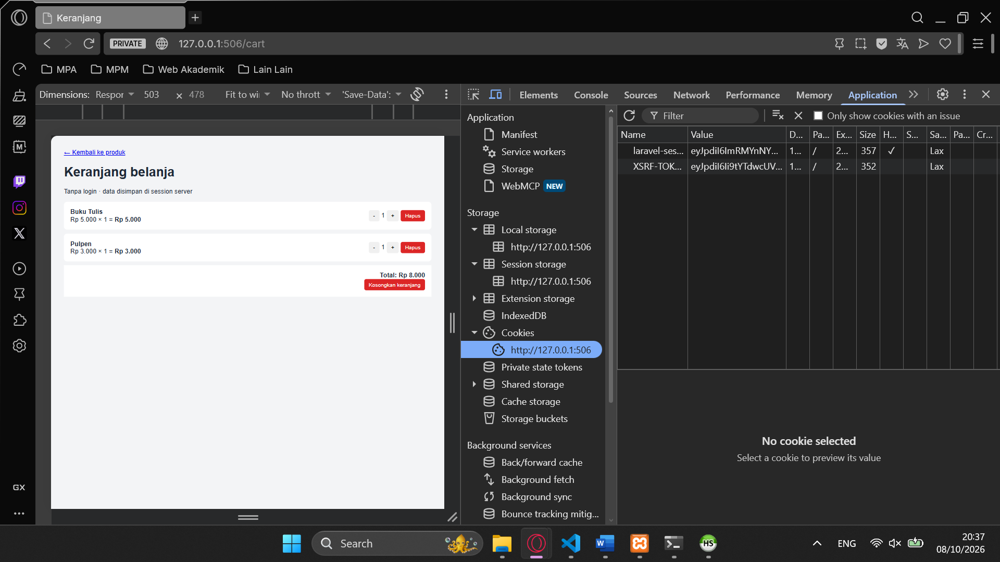 Keranjang
PRIVATE
127.0.0.1:506/cart
MPA
MPM
Web Akademik
Lain Lain
Dimensions: Respor
503
×
478
Fit to wi
No thrott
'Save-Data':
Elements
Console
Sources
Network
Performance
Memory
Application
← Kembali ke produk
Keranjang belanja
Tanpa login · data disimpan di session server
Buku Tulis
Rp 5.000 × 1 = Rp 5.000
- 1 + Hapus
Pulpen
Rp 3.000 × 1 = Rp 3.000
- 1 + Hapus
Total: Rp 8.000
Kosongkan keranjang
Application
Manifest
Service workers
Storage
WebMCP NEW
Storage
Local storage
http://127.0.0.1:506
Session storage
http://127.0.0.1:506
Extension storage
IndexedDB
Cookies
http://127.0.0.1:506
Private state tokens
Shared storage
Cache storage
Storage buckets
Background services
Back/forward cache
Background fetch
Background sync
Bounce tracking mitig...
Filter
Only show cookies with an issue
Name Value D... Pa... Ex... Size H... S... Sa... Pa... Cr...
laravel-ses... eyJpdiI6ImRMYnNY... 1... / 2... 357 ✓ Lax
XSRF-TOK... eyJpdiI6Ii9tYTdwcUV... 1... / 2... 352 Lax
No cookie selected
Select a cookie to preview its value
GX
Search
HS
ENG
20:37
08/10/2026